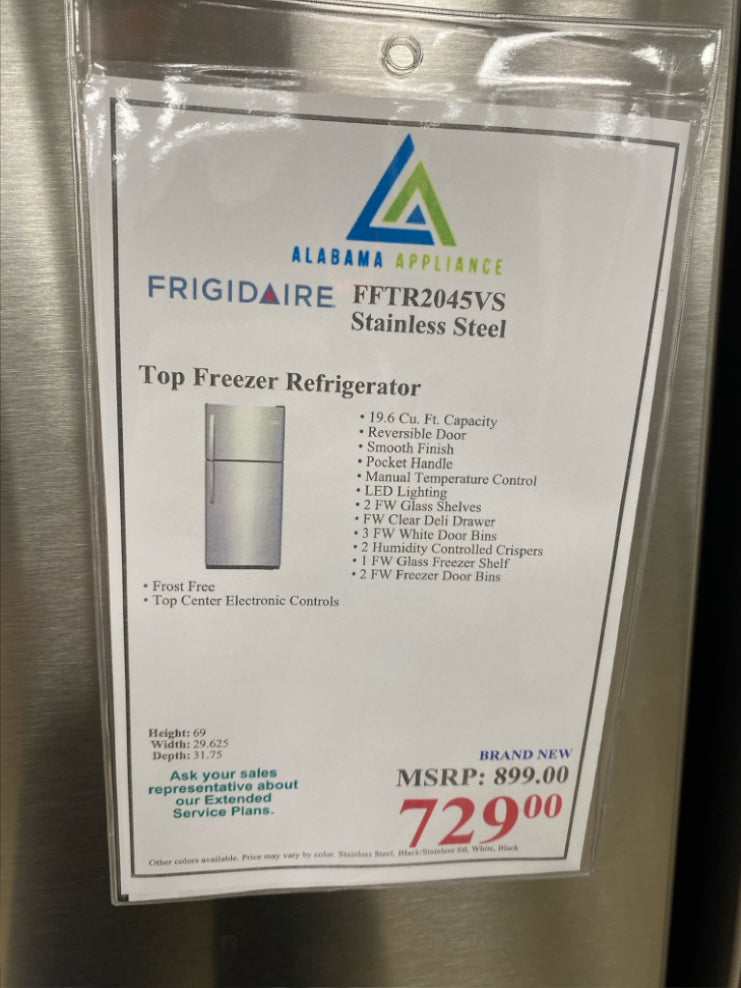 ALABAMA APPLIANCE
FRIGIDAIRE FFTR2045VS
Stainless Steel
Top Freezer Refrigerator
• 19.6 Cu. Ft. Capacity
• Reversible Door
• Smooth Finish
• Pocket Handle
• Manual Temperature Control
• LED Lighting
• 2 FW Glass Shelves
• FW Clear Deli Drawer
• 3 FW White Door Bins
• 2 Humidity Controlled Crispers
• 1 FW Glass Freezer Shelf
• 2 FW Freezer Door Bins
• Frost Free
• Top Center Electronic Controls
Height: 69
Width: 29.625
Depth: 31.75
Ask your sales
representative about
our Extended
Service Plans.
BRAND NEW
MSRP: 899.00
729⁰⁰
Other colors available. Price may vary by color. Stainless Steel, Black/Stainless Stl, White, Black